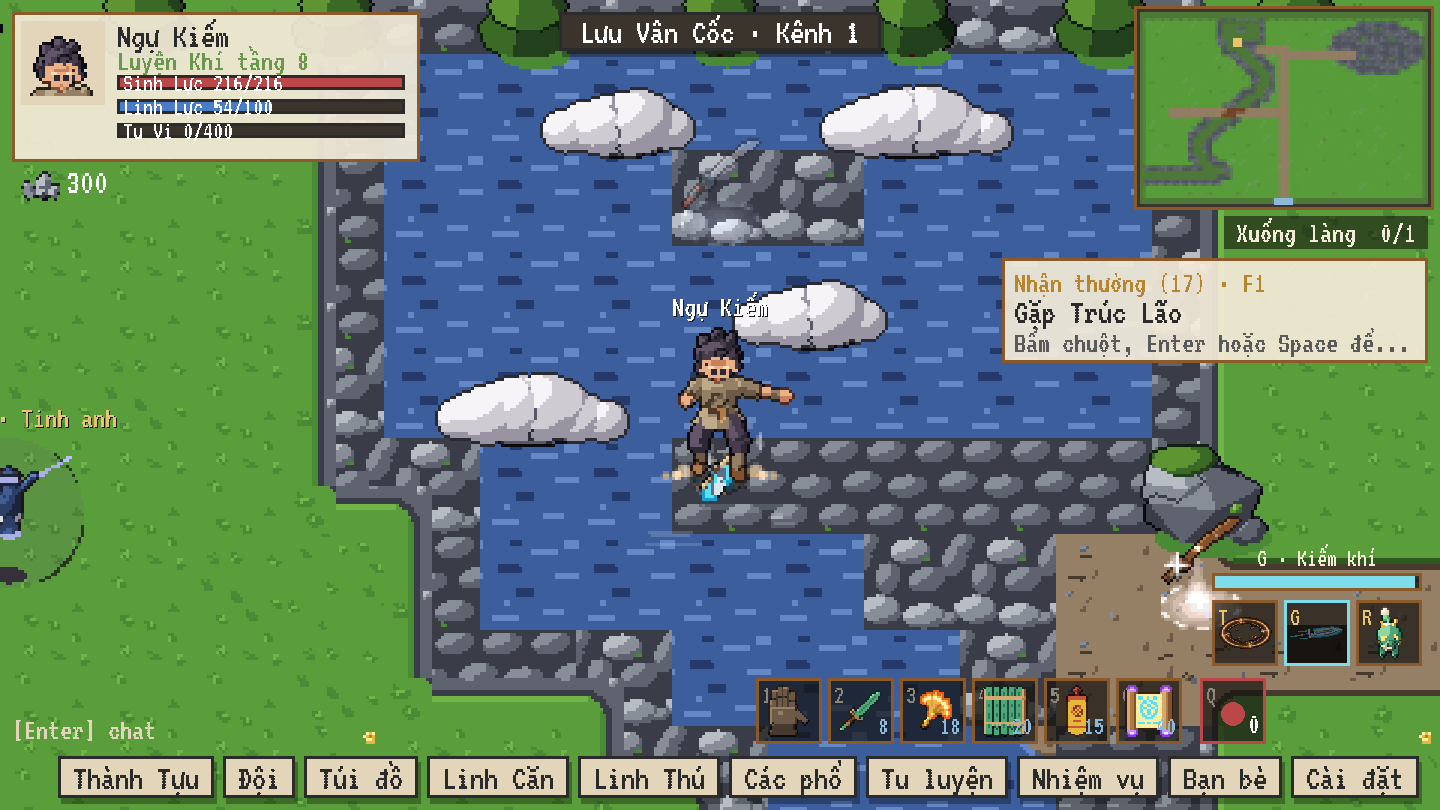 Ngự Kiếm
Luyện Khí tầng 8
Sinh Lực 216/216
Linh Lực 54/100
Tu Vi 0/400
300
Lưu Vân Cốc · Kênh 1
Xuống làng 0/1
Nhận thưởng (17) · F1
Gặp Trúc Lão
Bấm chuột, Enter hoặc Space để...
Ngự Kiếm
· Tinh anh
G · Kiếm khí
T
G
R
1
2
8
3
18
4
20
5
15
Q
0
[Enter] chat
Thành Tựu
Đội
Túi đồ
Linh Căn
Linh Thú
Các phổ
Tu luyện
Nhiệm vụ
Bạn bè
Cài đặt